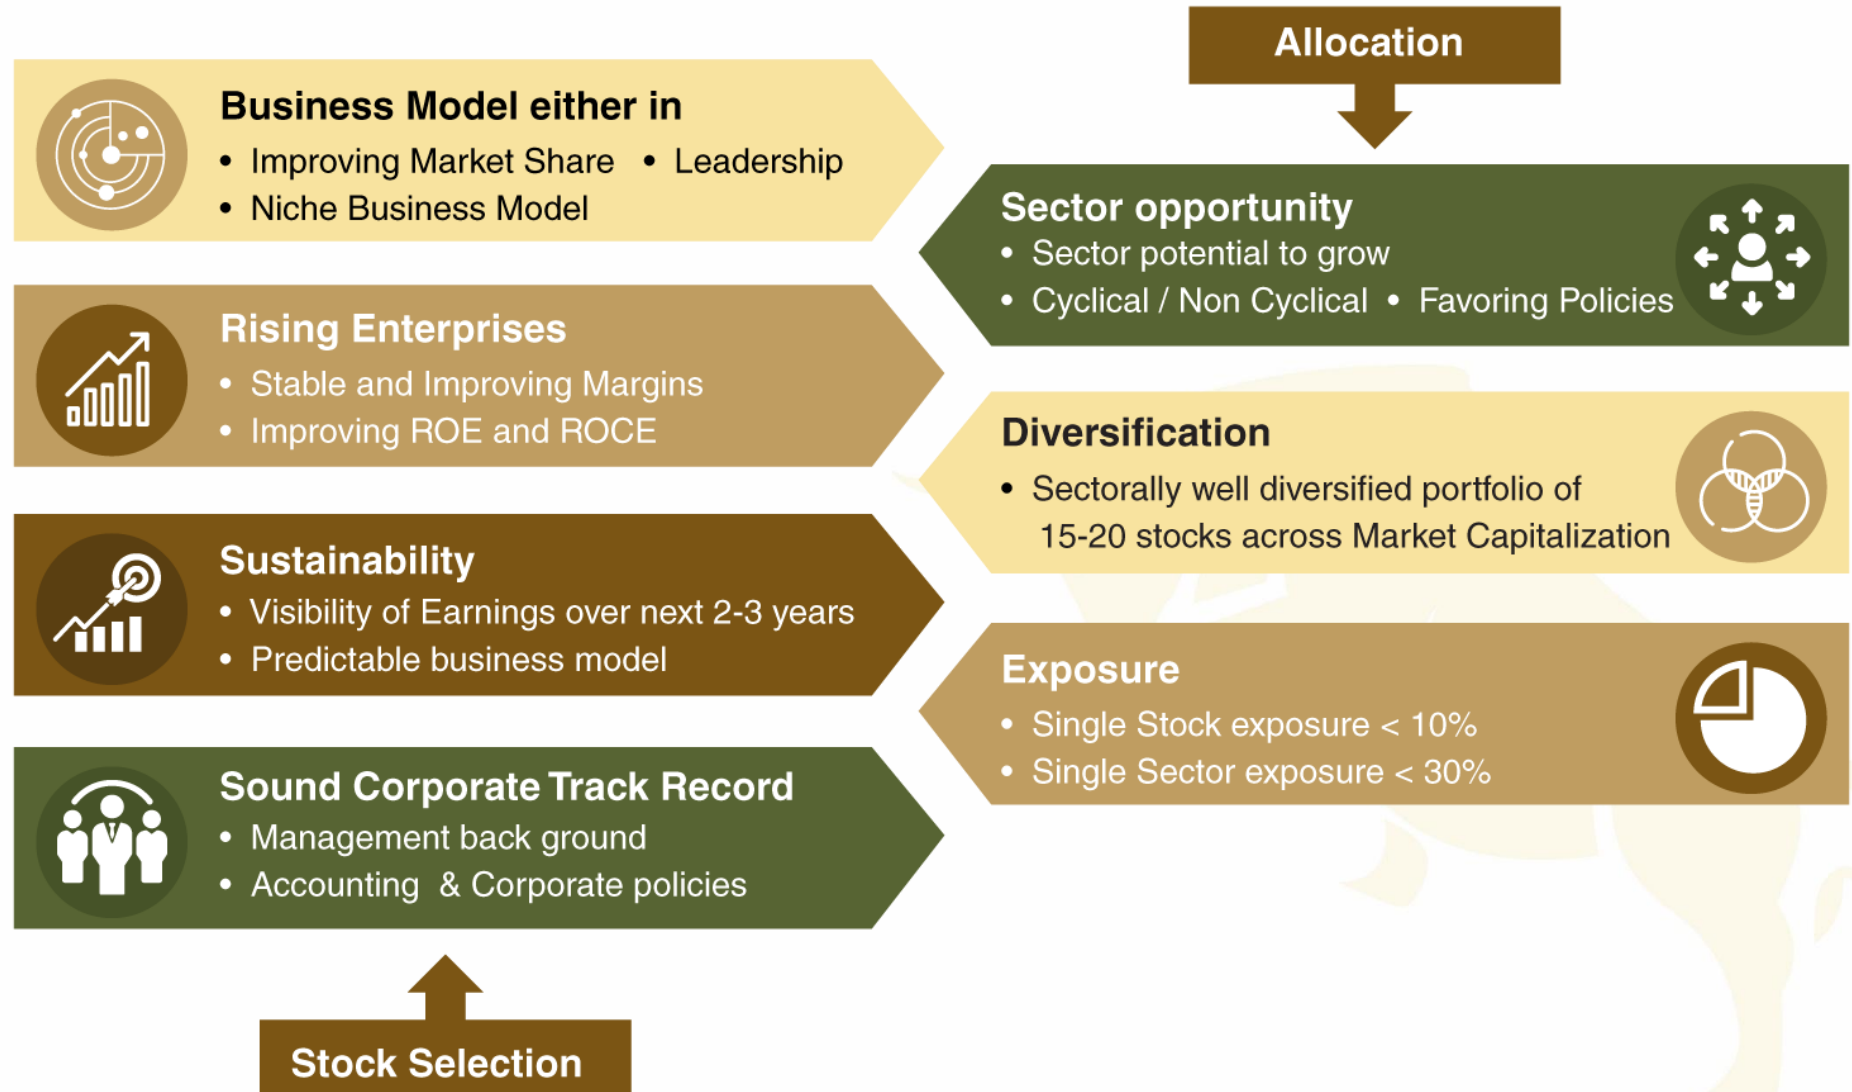 Allocation
Business Model either in
• Improving Market Share • Leadership
• Niche Business Model
Rising Enterprises
• Stable and Improving Margins
• Improving ROE and ROCE
Sustainability
• Visibility of Earnings over next 2-3 years
• Predictable business model
Sound Corporate Track Record
• Management back ground
• Accounting & Corporate policies
Stock Selection
Sector opportunity
• Sector potential to grow
• Cyclical / Non Cyclical • Favoring Policies
Diversification
• Sectorally well diversified portfolio of
15-20 stocks across Market Capitalization
Exposure
• Single Stock exposure < 10%
• Single Sector exposure < 30%